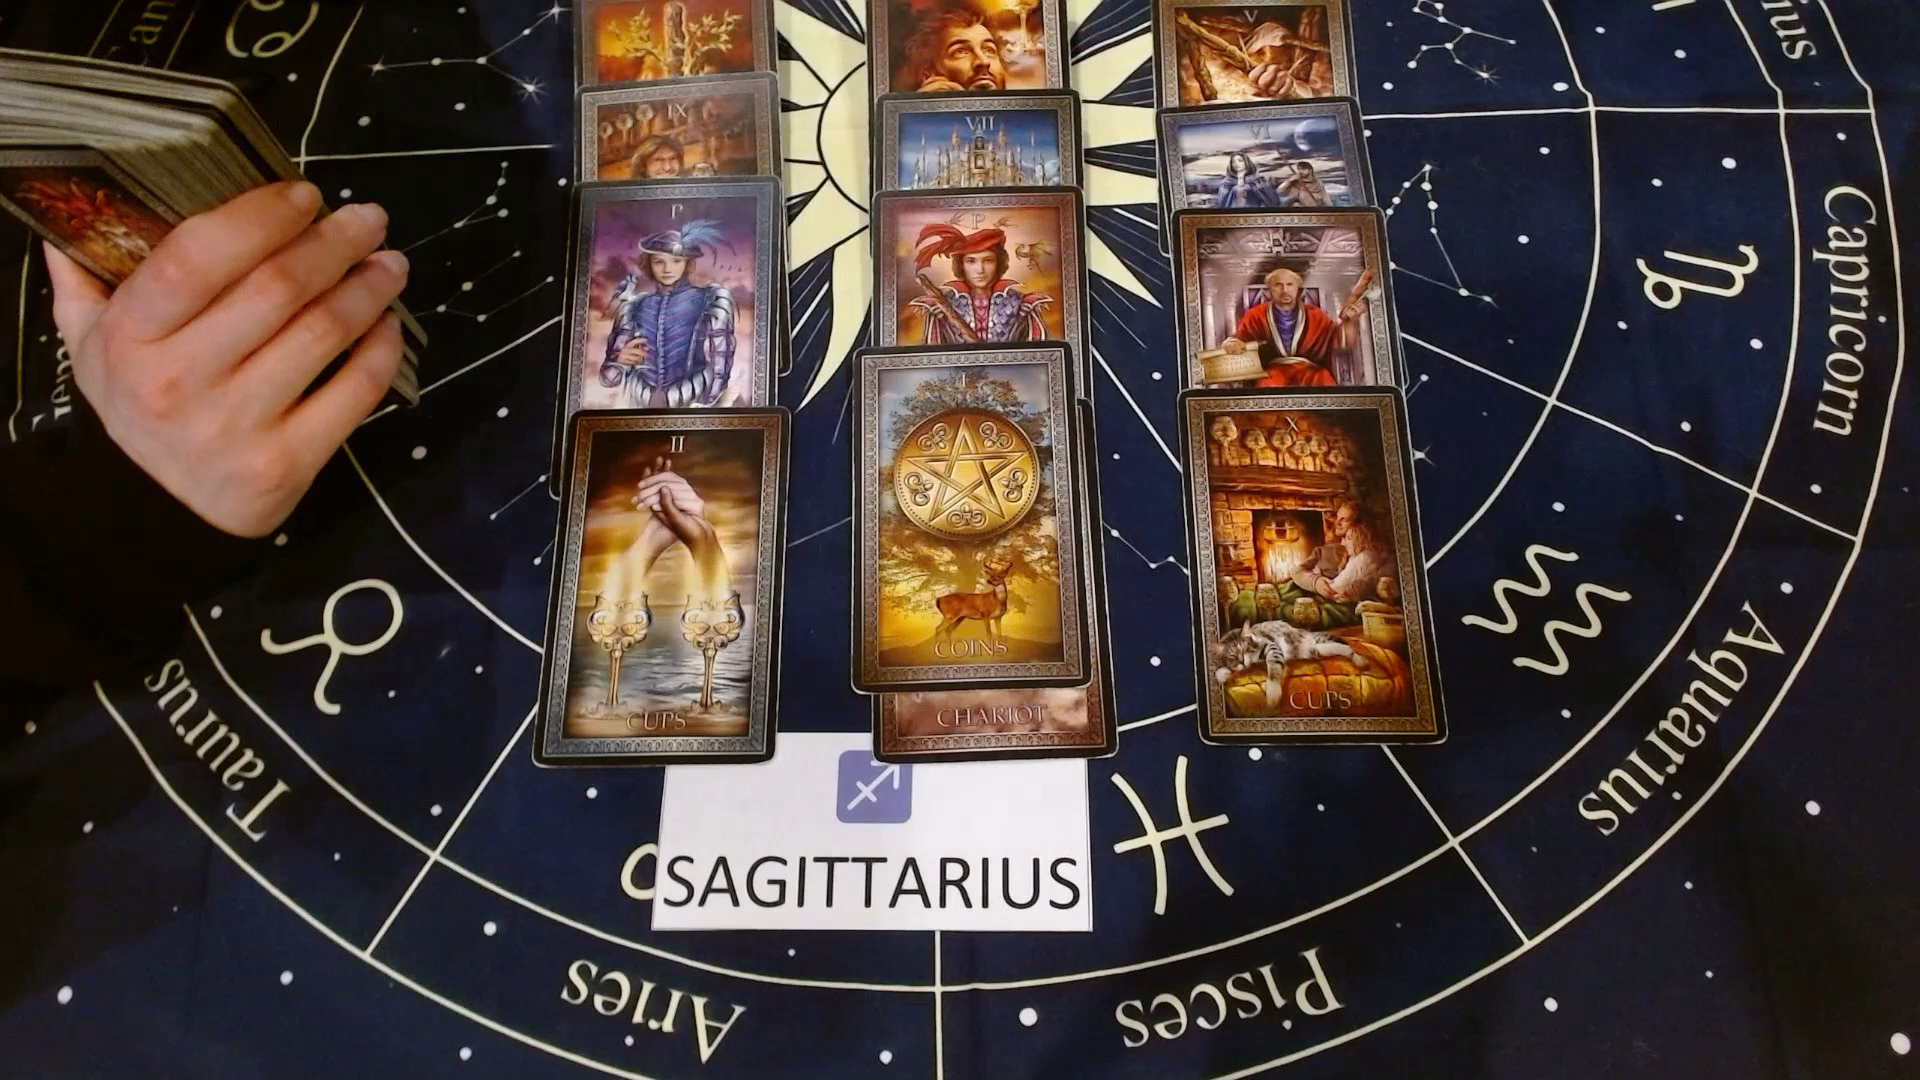 V
IX
VII
VI
P
P
II
CUPS
I
COINS
CHARIOT
X
CUPS
SAGITTARIUS
Taurus
Aries
Pisces
Aquarius
Capricorn